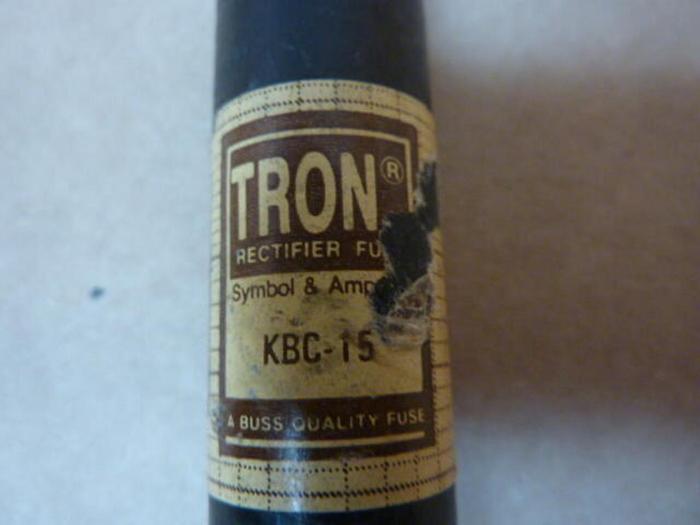 TRON®
RECTIFIER FU
Symbol & Amp
KBC-15
A BUSS QUALITY FUSE